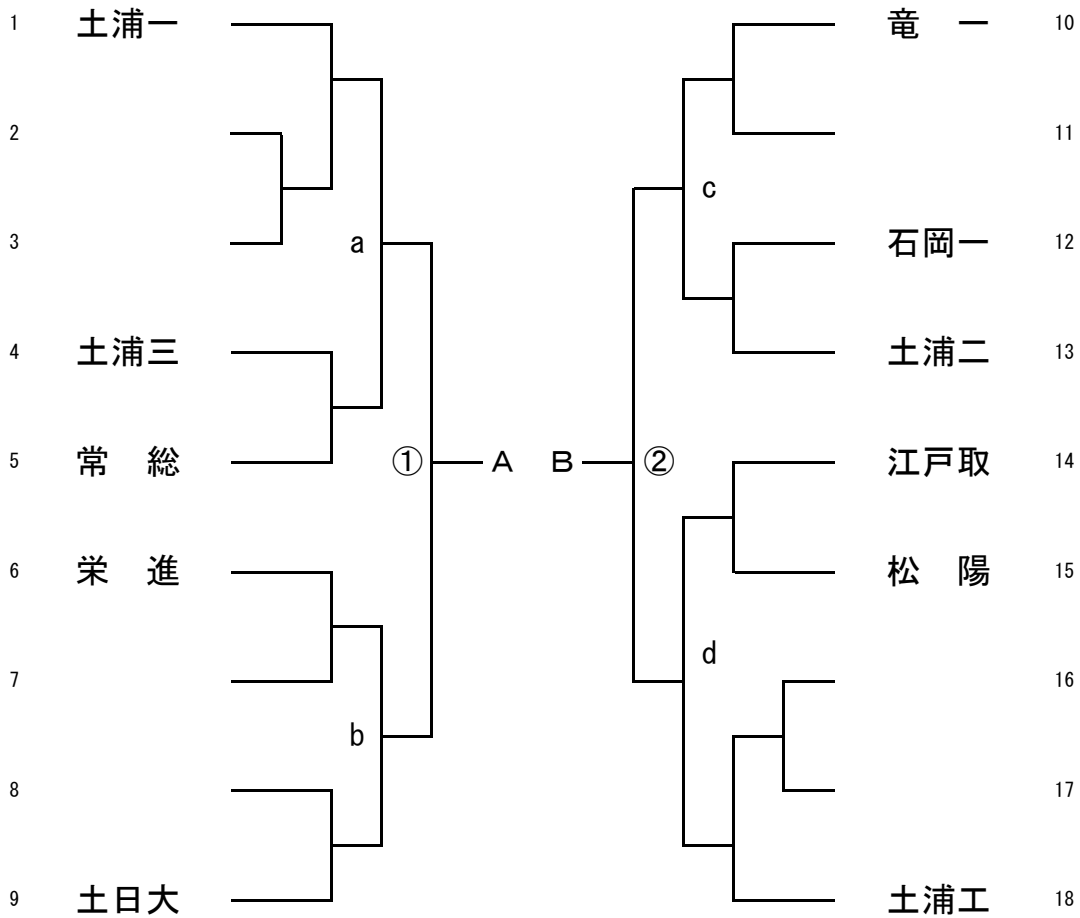 1 土浦一 竜　一 10
2 11
c
3 a 石岡一 12
4 土浦三 土浦二 13
5 常　総 ① A B ② 江戸取 14
6 栄　進 松　陽 15
d
7 16
b
8 17
9 土日大 土浦工 18